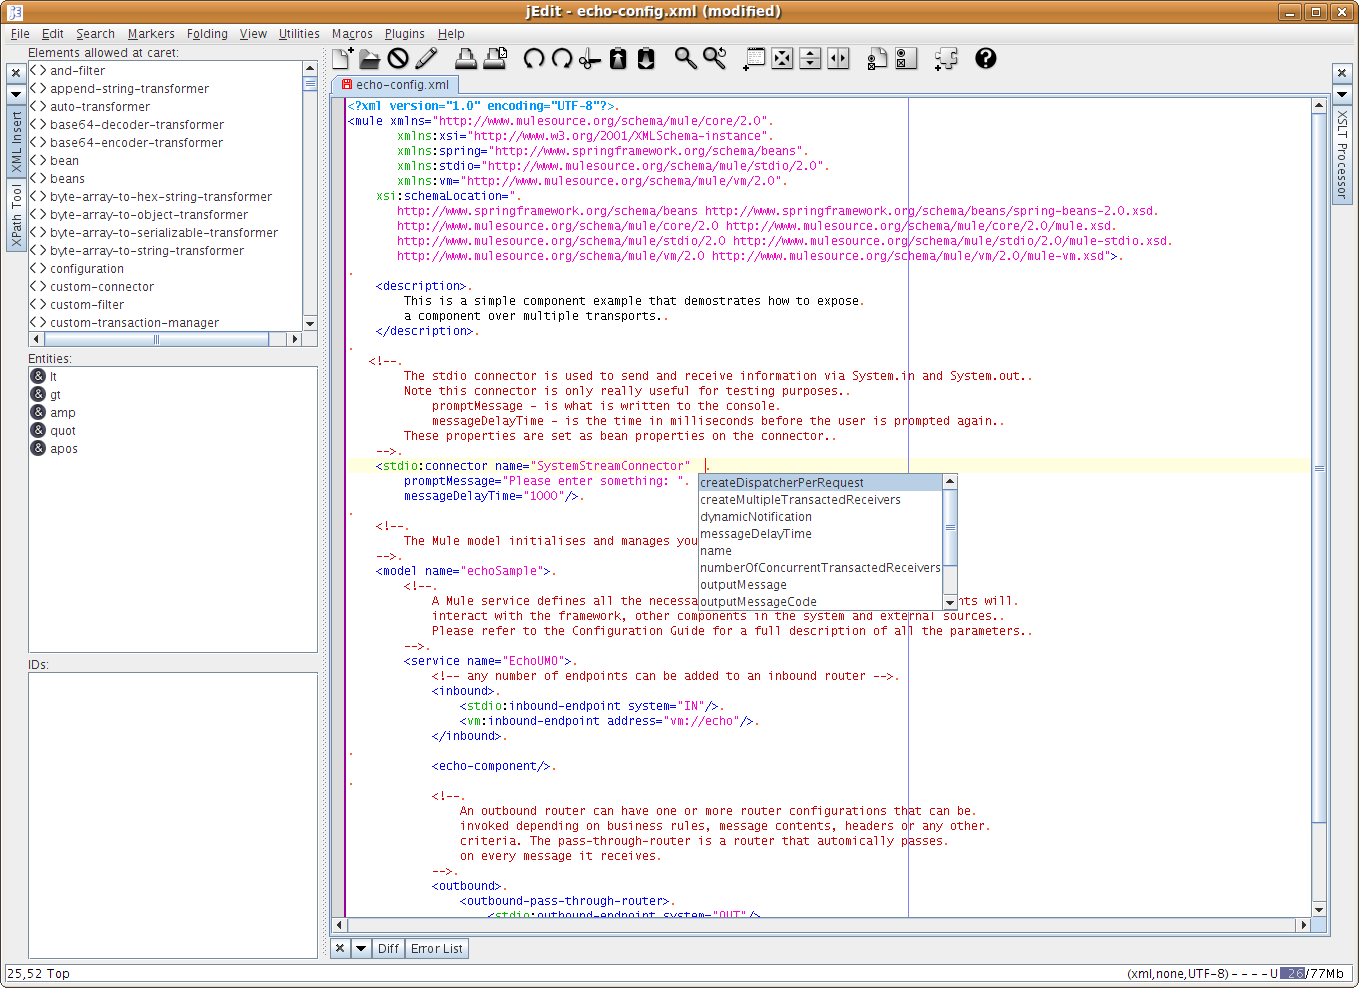 jEdit - echo-config.xml (modified)
File Edit Search Markers Folding View Utilities Macros Plugins Help
Elements allowed at caret:
<> and-filter
<> append-string-transformer
<> auto-transformer
<> base64-decoder-transformer
<> base64-encoder-transformer
<> bean
<> beans
<> byte-array-to-hex-string-transformer
<> byte-array-to-object-transformer
<> byte-array-to-serializable-transformer
<> byte-array-to-string-transformer
<> configuration
<> custom-connector
<> custom-filter
<> custom-transaction-manager
XML Insert
XPath Tool
Entities:
& lt
& gt
& amp
& quot
& apos
IDs:
echo-config.xml
<?xml version="1.0" encoding="UTF-8"?>.
<mule xmlns="http://www.mulesource.org/schema/mule/core/2.0".
xmlns:xsi="http://www.w3.org/2001/XMLSchema-instance".
xmlns:spring="http://www.springframework.org/schema/beans".
xmlns:stdio="http://www.mulesource.org/schema/mule/stdio/2.0".
xmlns:vm="http://www.mulesource.org/schema/mule/vm/2.0".
xsi:schemaLocation=".
http://www.springframework.org/schema/beans http://www.springframework.org/schema/beans/spring-beans-2.0.xsd.
http://www.mulesource.org/schema/mule/core/2.0 http://www.mulesource.org/schema/mule/core/2.0/mule.xsd.
http://www.mulesource.org/schema/mule/stdio/2.0 http://www.mulesource.org/schema/mule/stdio/2.0/mule-stdio.xsd.
http://www.mulesource.org/schema/mule/vm/2.0 http://www.mulesource.org/schema/mule/vm/2.0/mule-vm.xsd">.
.
<description>.
This is a simple component example that demostrates how to expose.
a component over multiple transports..
</description>.
.
<!--.
The stdio connector is used to send and receive information via System.in and System.out..
Note this connector is only really useful for testing purposes..
promptMessage - is what is written to the console.
messageDelayTime - is the time in milliseconds before the user is prompted again..
These properties are set as bean properties on the connector..
-->.
<stdio:connector name="SystemStreamConnector" .
promptMessage="Please enter something: ".
messageDelayTime="1000"/>.
.
<!--.
The Mule model initialises and manages you
-->.
<model name="echoSample">.
<!--.
A Mule service defines all the necessa nts will.
interact with the framework, other components in the system and external sources..
Please refer to the Configuration Guide for a full description of all the parameters..
-->.
<service name="EchoUMO">.
<!-- any number of endpoints can be added to an inbound router -->.
<inbound>.
<stdio:inbound-endpoint system="IN"/>.
<vm:inbound-endpoint address="vm://echo"/>.
</inbound>.
.
<echo-component/>.
.
<!--.
An outbound router can have one or more router configurations that can be.
invoked depending on business rules, message contents, headers or any other.
criteria. The pass-through-router is a router that automically passes.
on every message it receives.
-->.
<outbound>.
<outbound-pass-through-router>.
<stdio:outbound-endpoint system="OUT"/>
createDispatcherPerRequest
createMultipleTransactedReceivers
dynamicNotification
messageDelayTime
name
numberOfConcurrentTransactedReceivers
outputMessage
outputMessageCode
XSLT Processor
Diff Error List
25,52 Top
(xml,none,UTF-8) - - - - U 26/77Mb